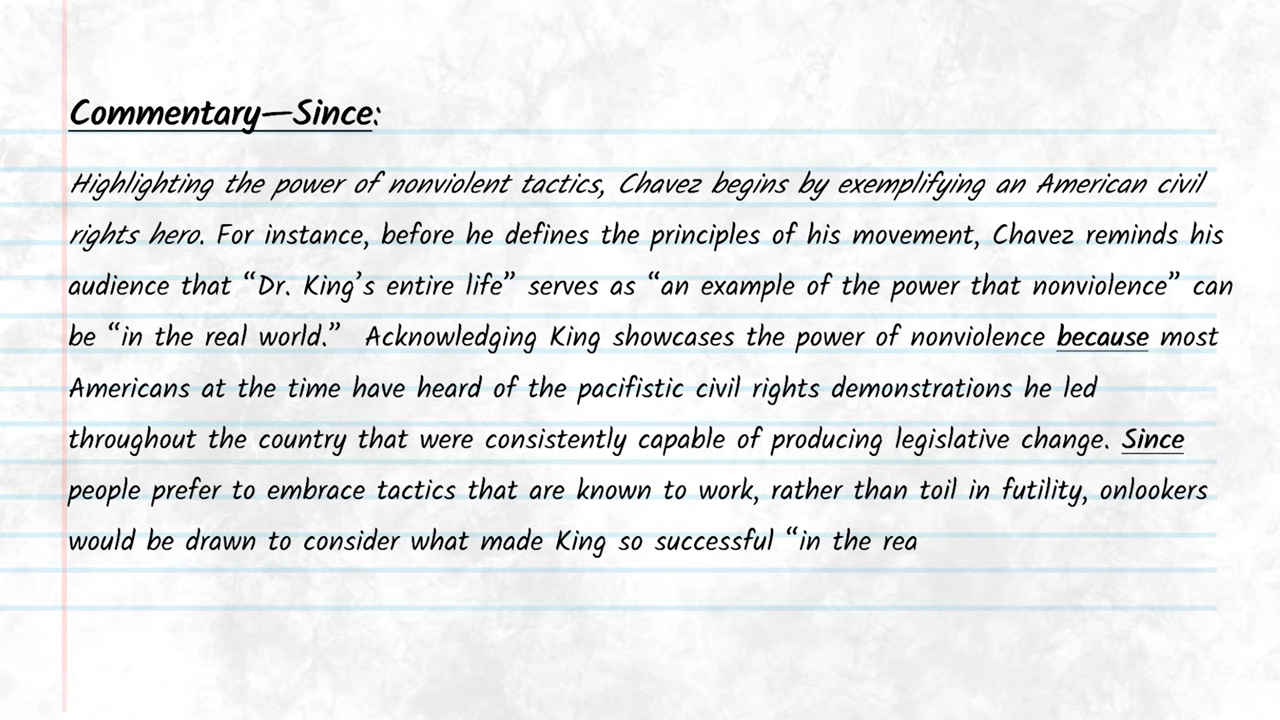 Commentary—Since:
Highlighting the power of nonviolent tactics, Chavez begins by exemplifying an American civil
rights hero. For instance, before he defines the principles of his movement, Chavez reminds his
audience that “Dr. King’s entire life” serves as “an example of the power that nonviolence” can
be “in the real world.”  Acknowledging King showcases the power of nonviolence because most
Americans at the time have heard of the pacifistic civil rights demonstrations he led
throughout the country that were consistently capable of producing legislative change. Since
people prefer to embrace tactics that are known to work, rather than toil in futility, onlookers
would be drawn to consider what made King so successful “in the rea